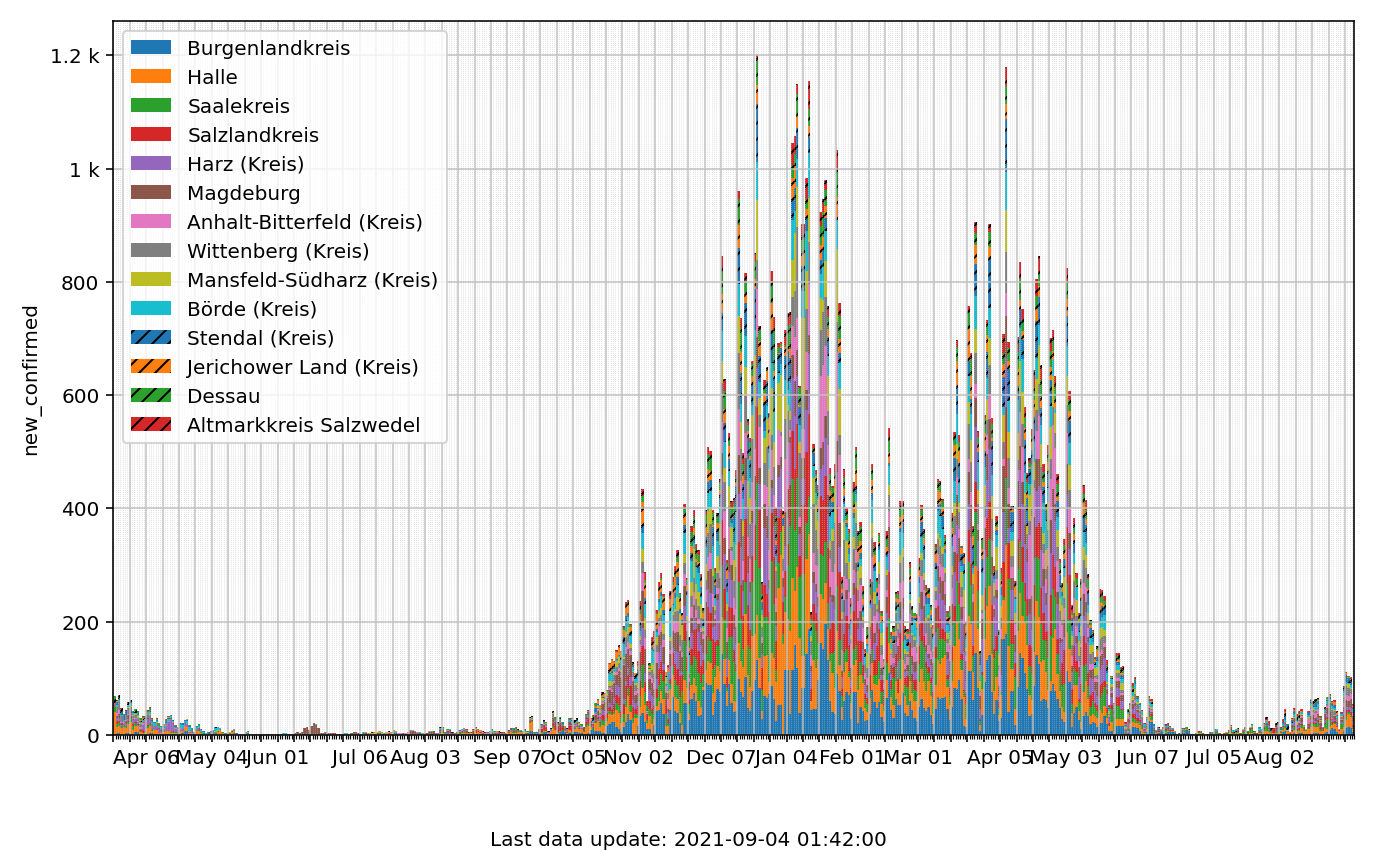 1.2 k
1 k
800
600
400
200
0
new_confirmed
Burgenlandkreis
Halle
Saalekreis
Salzlandkreis
Harz (Kreis)
Magdeburg
Anhalt-Bitterfeld (Kreis)
Wittenberg (Kreis)
Mansfeld-Südharz (Kreis)
Börde (Kreis)
Stendal (Kreis)
Jerichower Land (Kreis)
Dessau
Altmarkkreis Salzwedel
Apr 06 May 04 Jun 01 Jul 06 Aug 03 Sep 07 Oct 05 Nov 02 Dec 07 Jan 04 Feb 01 Mar 01 Apr 05 May 03 Jun 07 Jul 05 Aug 02
Last data update: 2021-09-04 01:42:00